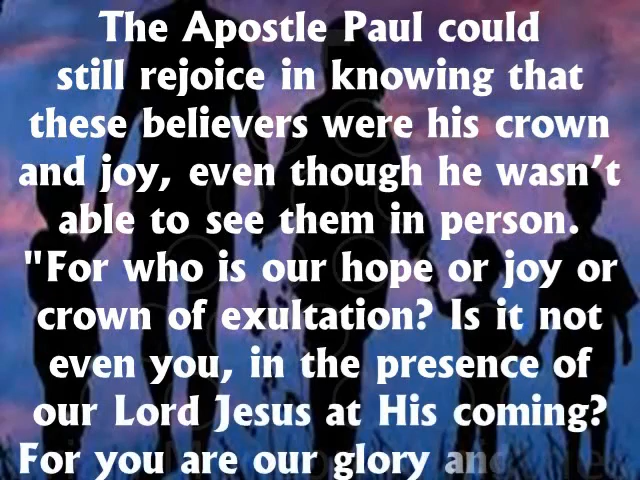 The Apostle Paul could
still rejoice in knowing that
these believers were his crown
and joy, even though he wasn’t
able to see them in person.
"For who is our hope or joy or
crown of exultation? Is it not
even you, in the presence of
our Lord Jesus at His coming?
For you are our glory and